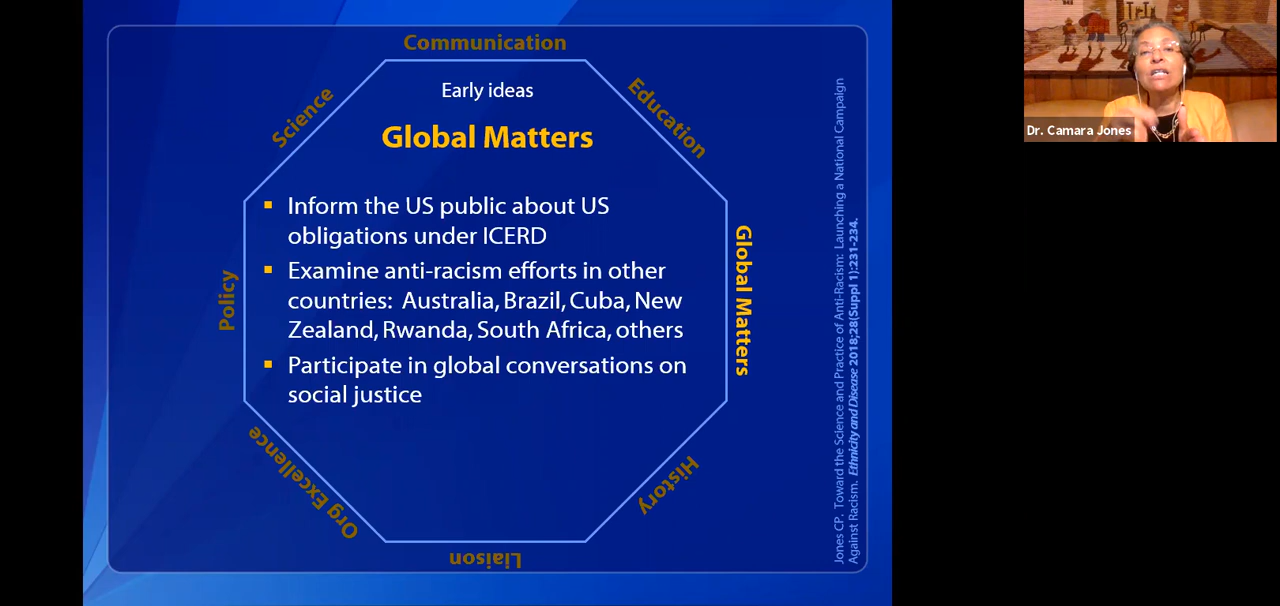 Communication
Early ideas
Global Matters
Science
Education
▪ Inform the US public about US
obligations under ICERD
▪ Examine anti-racism efforts in other
countries: Australia, Brazil, Cuba, New
Zealand, Rwanda, South Africa, others
▪ Participate in global conversations on
social justice
Policy
Global Matters
Org Excellence
History
Liaison
Jones CP. Toward the Science and Practice of Anti-Racism: Launching a National Campaign
Against Racism. Ethnicity and Disease 2018;28(Suppl 1):231-234.
Dr. Camara Jones